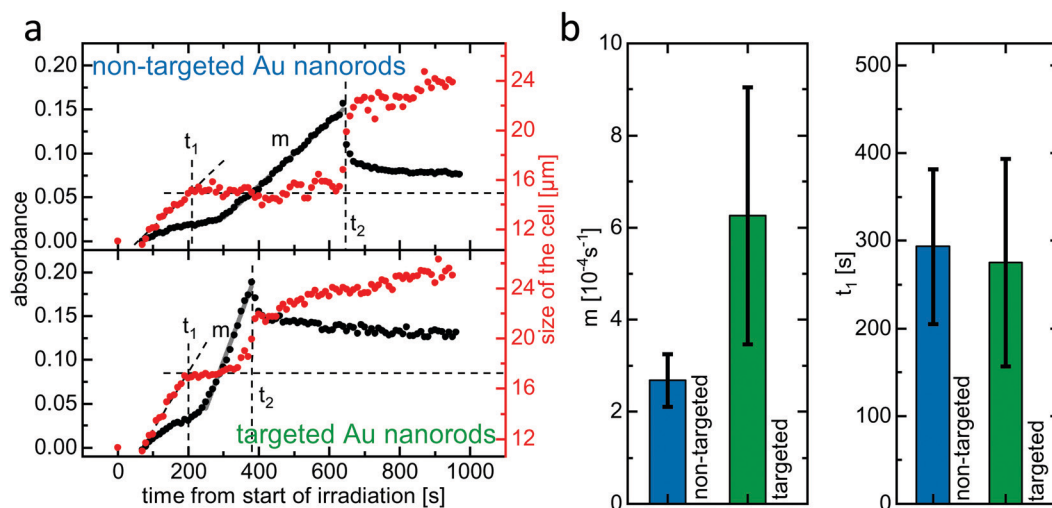 a
non-targeted Au nanorods
0.20
0.15
0.10
0.05
0.00
t1
m
t2
24
20
16
12
absorbance
size of the cell [µm]
0.20
0.15
0.10
0.05
0.00
t1
m
t2
24
20
16
12
targeted Au nanorods
0 200 400 600 800 1000
time from start of irradiation [s]
b
m [10-4s-1]
10
8
6
4
2
0
non-targeted
targeted
t1 [s]
500
400
300
200
100
0
non-targeted
targeted